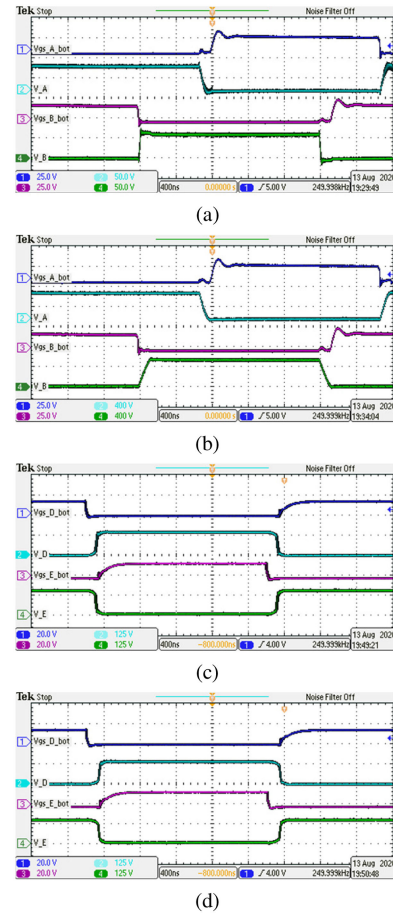 Tek Stop Noise Filter Off
1 Vgs_A_bot
2 V_A
3 Vgs_B_bot
4 V_B
1 25.0 V 2 50.0 V 400ns 0.00000 s 1 5.00 V 249.998kHz 13 Aug 2020
3 25.0 V 4 50.0 V 19:29:49
(a)
Tek Stop Noise Filter Off
1 Vgs_A_bot
2 V_A
3 Vgs_B_bot
4 V_B
1 25.0 V 2 400 V 400ns 0.00000 s 1 5.00 V 249.999kHz 13 Aug 2020
3 25.0 V 4 400 V 19:34:04
(b)
Tek Stop Noise Filter Off
1 Vgs_D_bot
2 V_D
3 Vgs_E_bot
4 V_E
1 20.0 V 2 125 V 400ns -800.000ns 1 4.00 V 249.999kHz 13 Aug 2020
3 20.0 V 4 125 V 19:49:21
(c)
Tek Stop Noise Filter Off
1 Vgs_D_bot
2 V_D
3 Vgs_E_bot
4 V_E
1 20.0 V 2 125 V 400ns -800.000ns 1 4.00 V 249.999kHz 13 Aug 2020
3 20.0 V 4 125 V 19:50:48
(d)